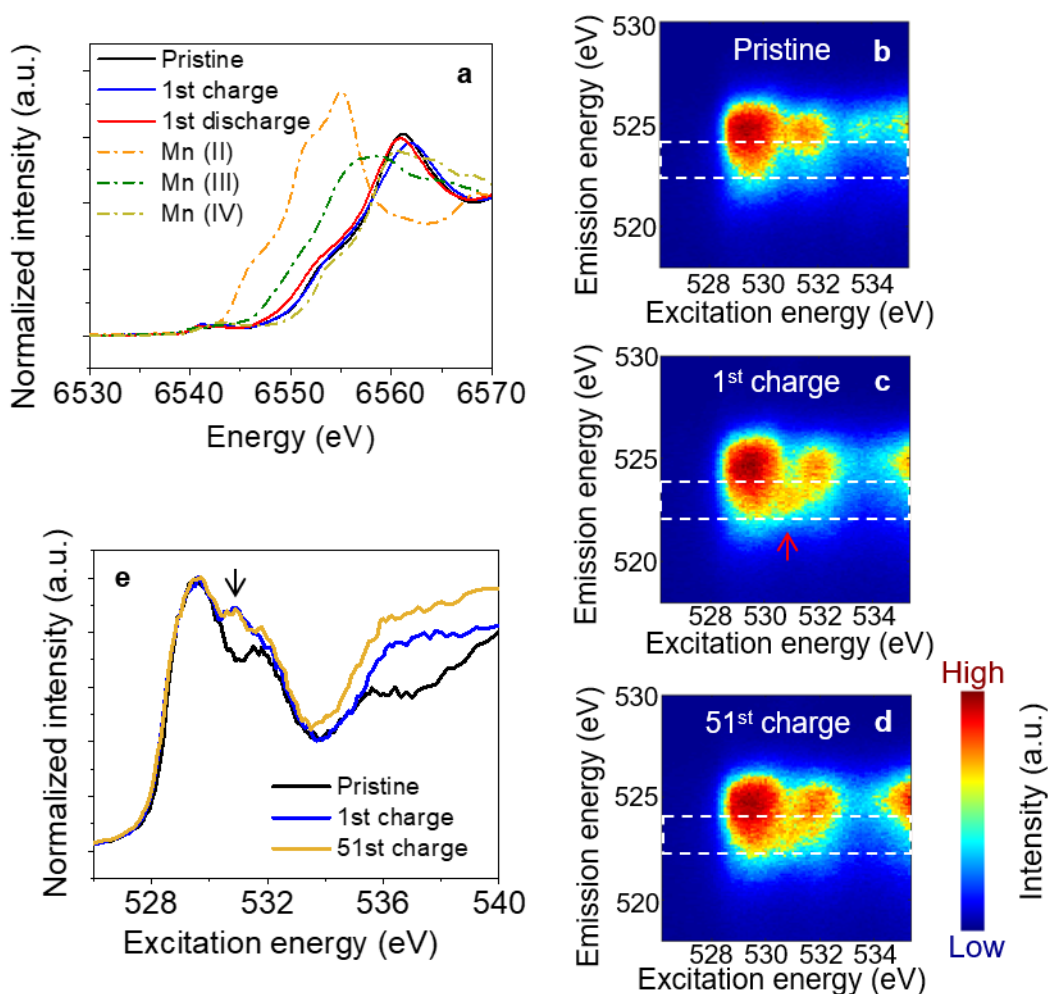 a
Normalized intensity (a.u.)
Pristine
1st charge
1st discharge
Mn (II)
Mn (III)
Mn (IV)
6530 6540 6550 6560 6570
Energy (eV)
Emission energy (eV)
530
525
520
Pristine b
528 530 532 534
Excitation energy (eV)
Emission energy (eV)
530
525
520
1st charge c
528 530 532 534
Excitation energy (eV)
e
Normalized intensity (a.u.)
Pristine
1st charge
51st charge
528 532 536 540
Excitation energy (eV)
Emission energy (eV)
530
525
520
51st charge d
528 530 532 534
Excitation energy (eV)
High
Intensity (a.u.)
Low